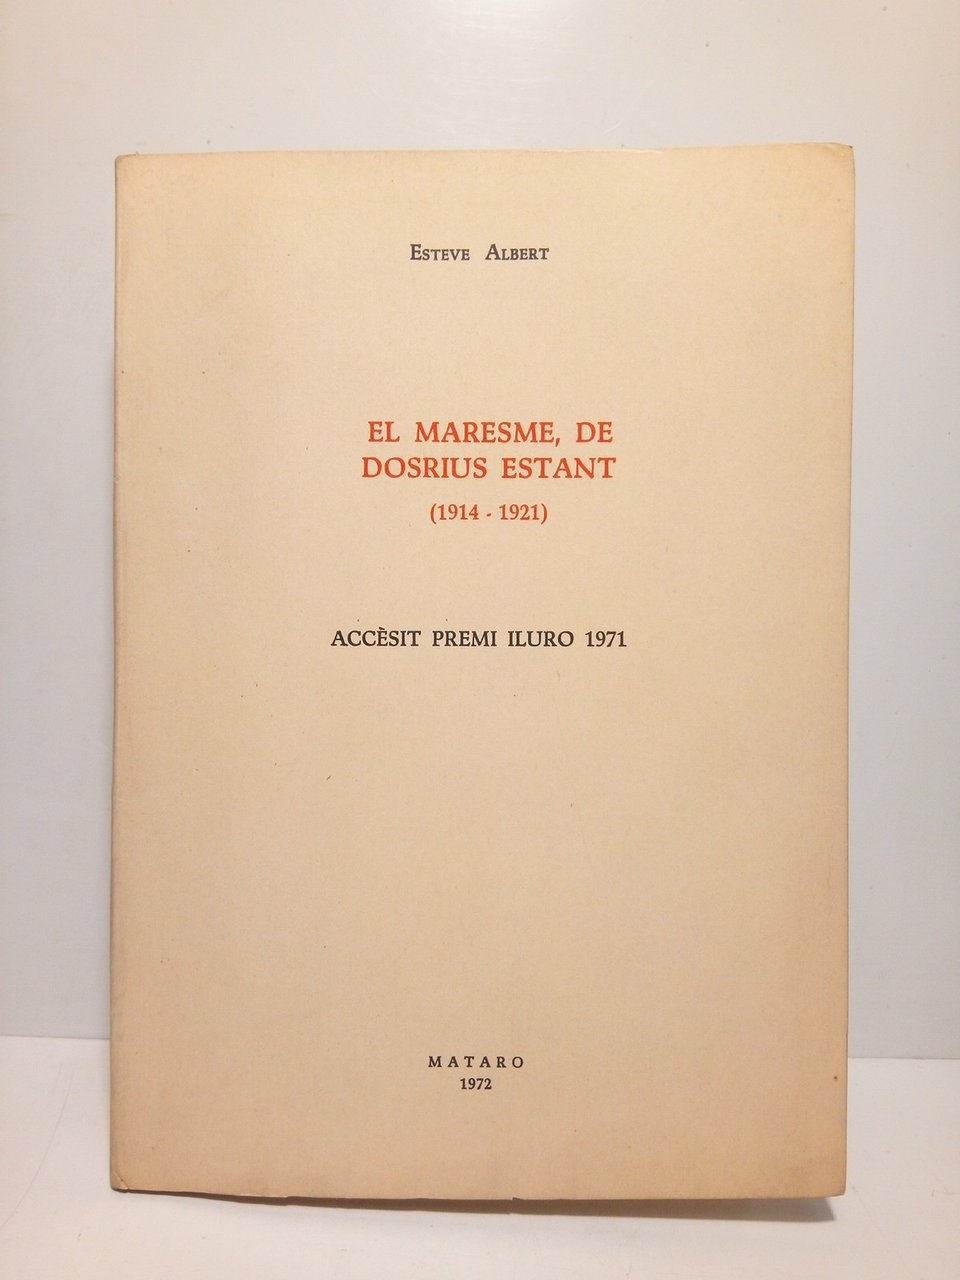 ESTEVE ALBERT
EL MARESME, DE
DOSRIUS ESTANT
(1914 - 1921)
ACCÈSIT PREMI ILURO 1971
MATARO
1972